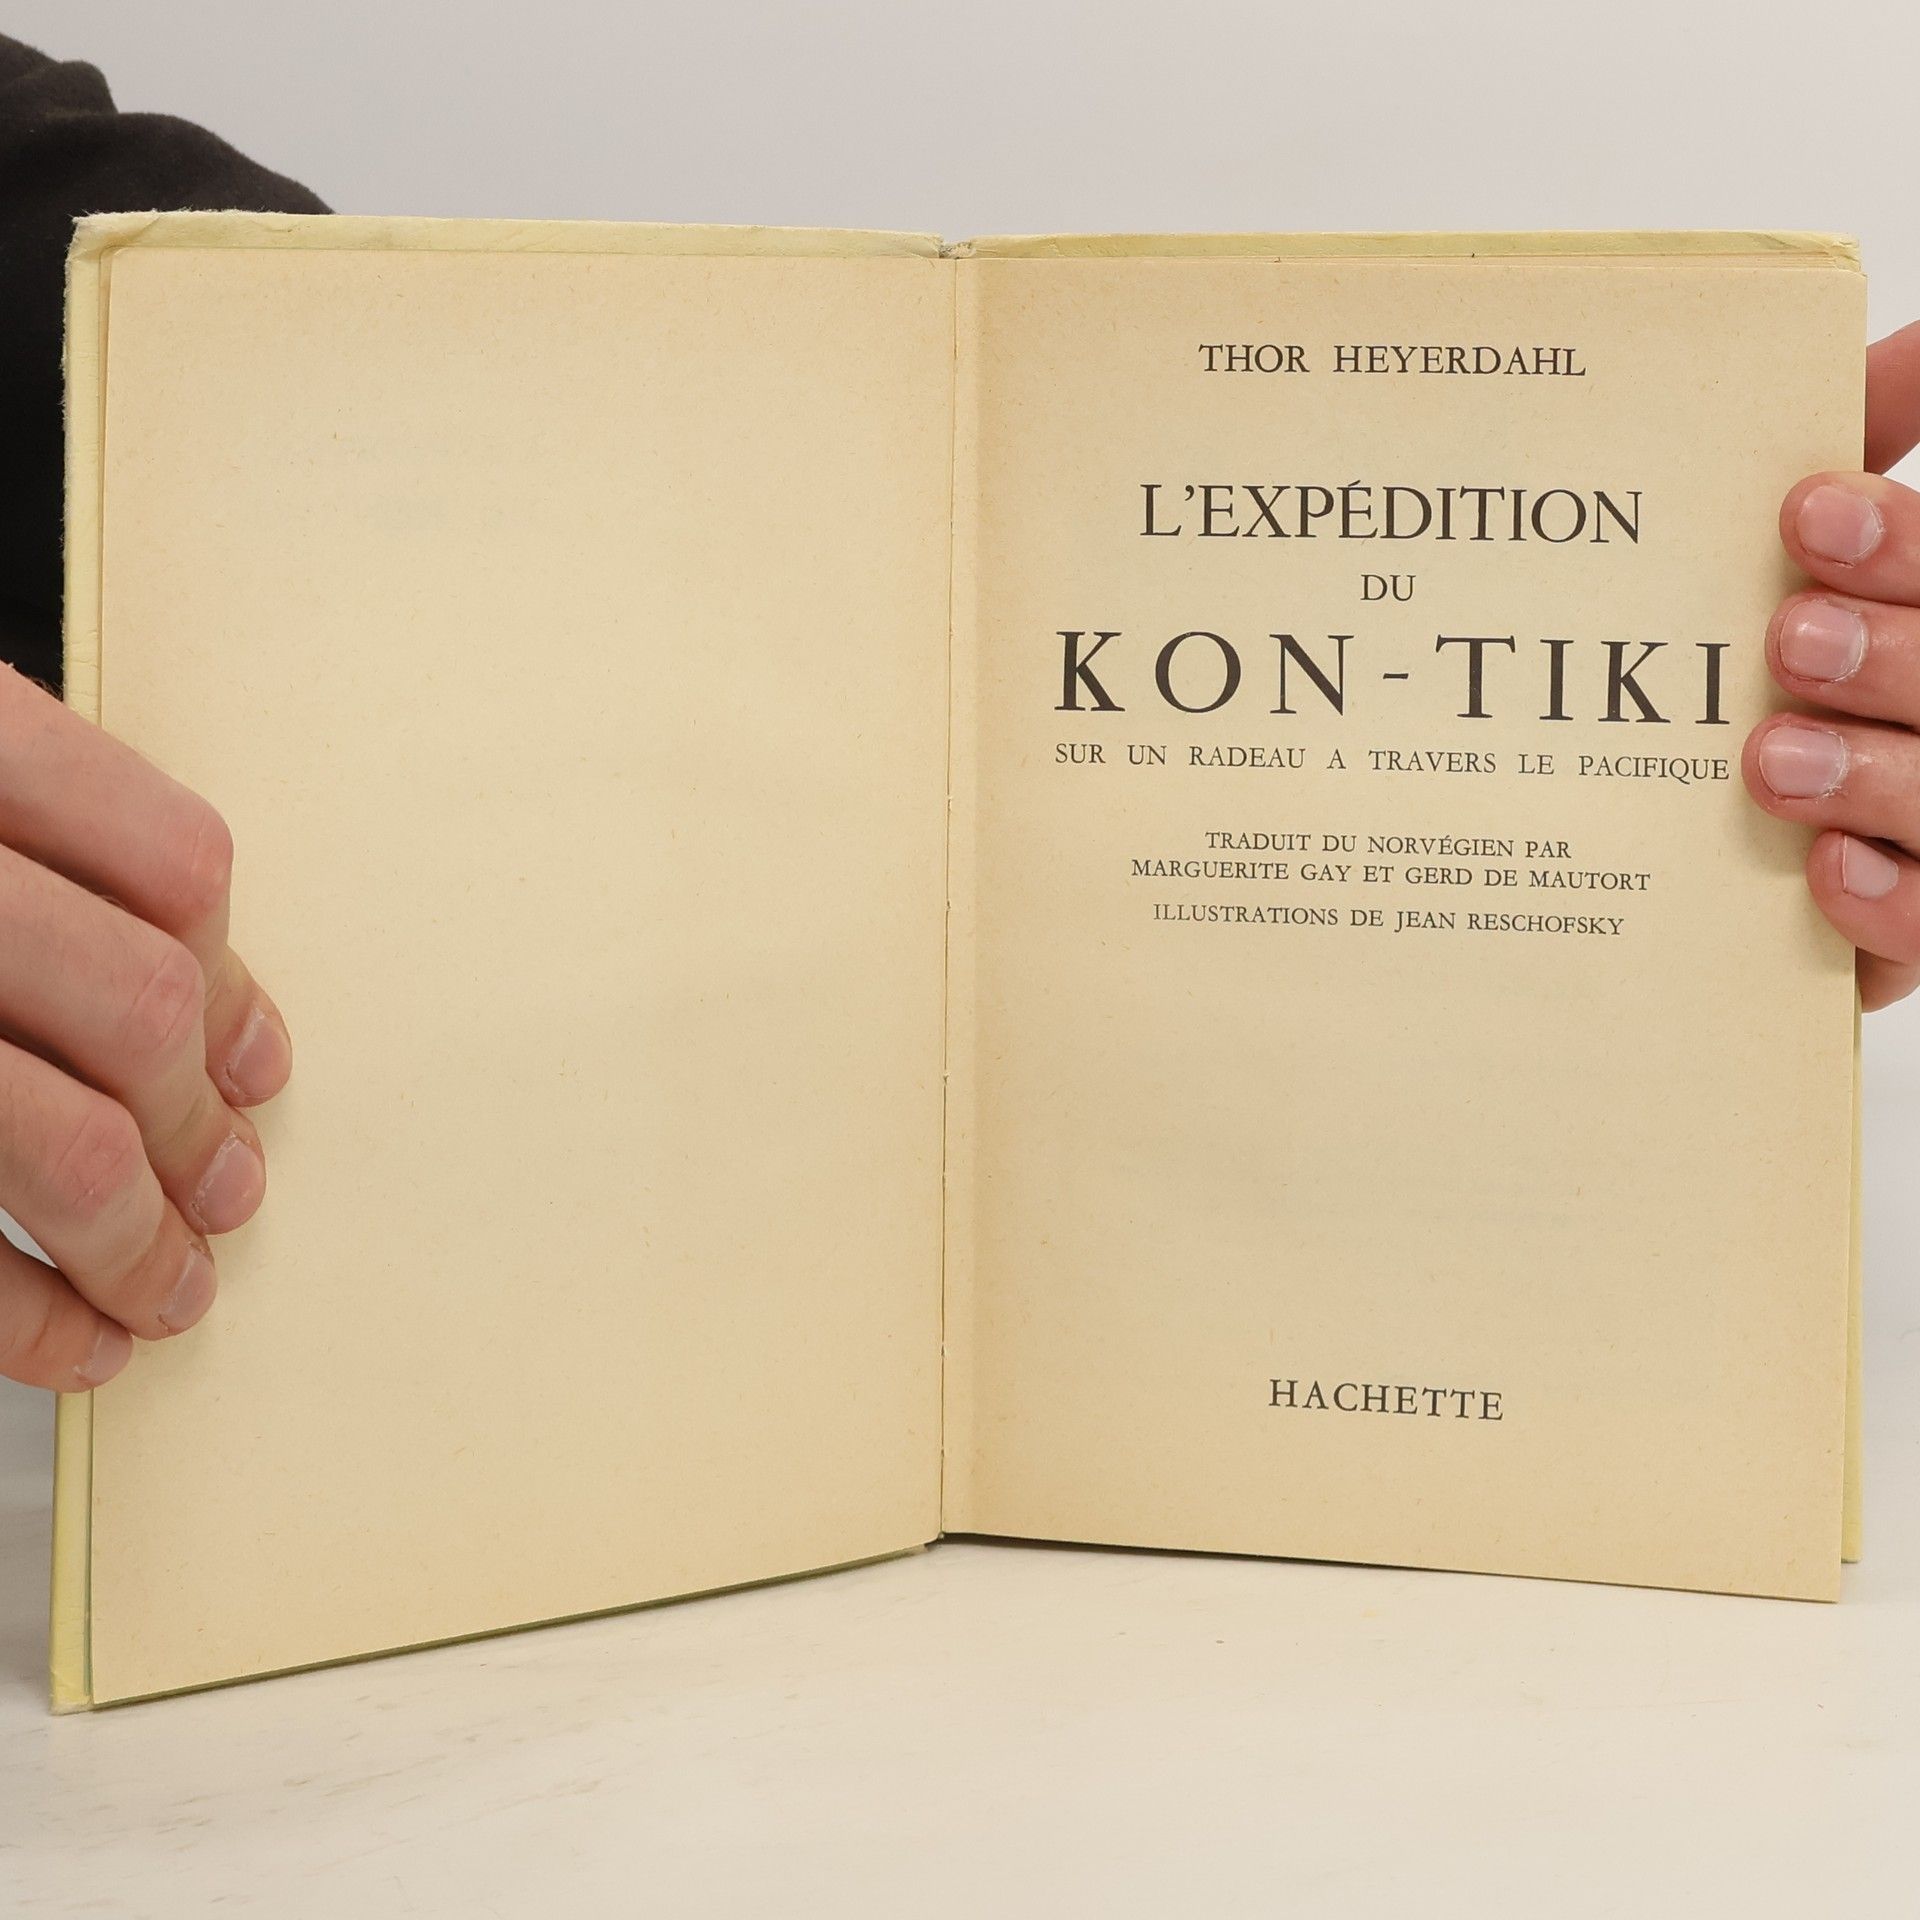 THOR HEYERDAHL
L'EXPÉDITION
DU
KON-TIKI
SUR UN RADEAU A TRAVERS LE PACIFIQUE
TRADUIT DU NORVÉGIEN PAR
MARGUERITE GAY ET GERD DE MAUTORT
ILLUSTRATIONS DE JEAN RESCHOFSKY
HACHETTE